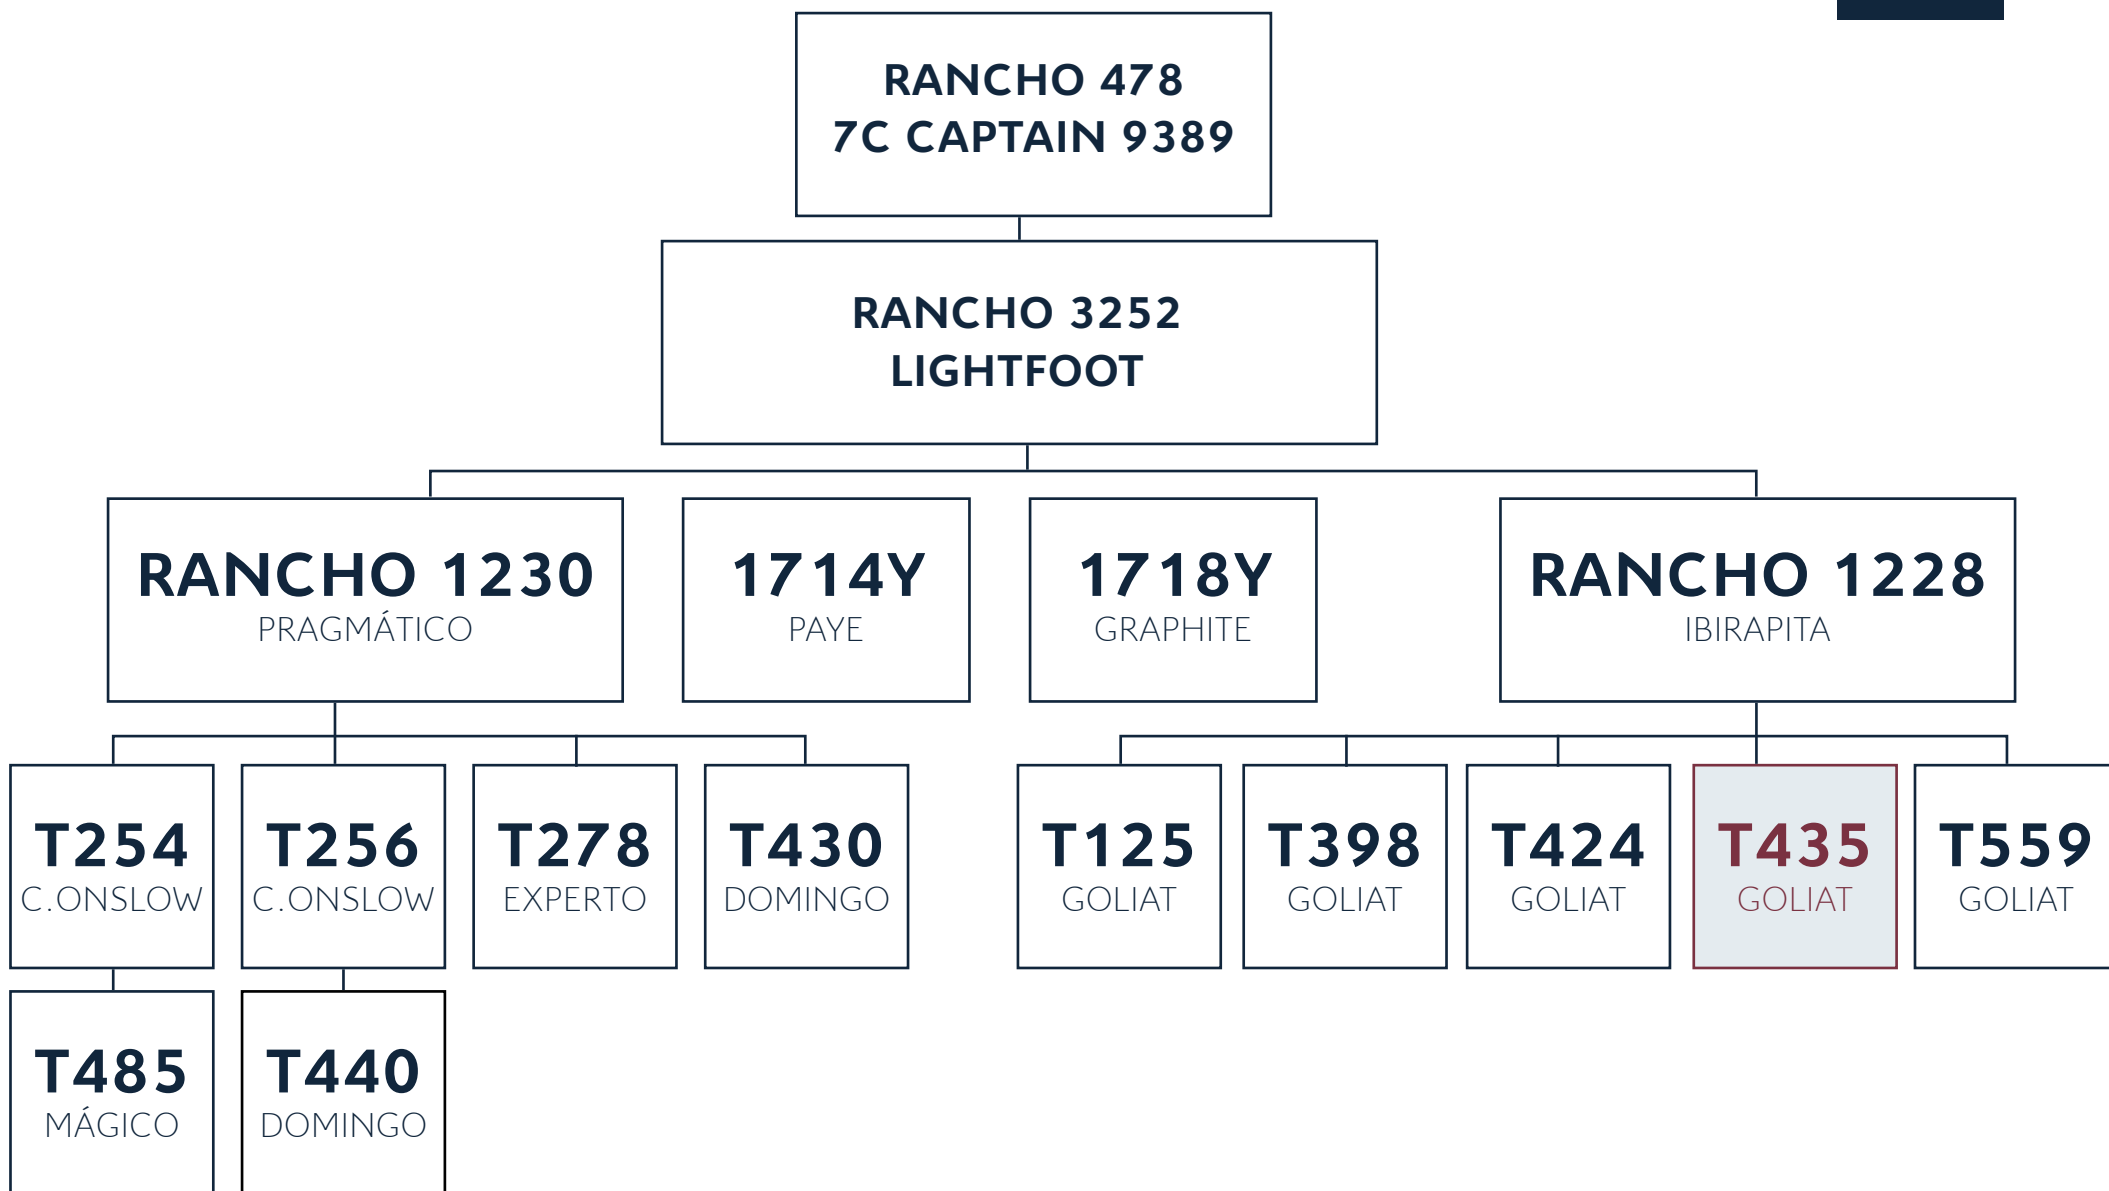 RANCHO 478
7C CAPTAIN 9389
RANCHO 3252
LIGHTFOOT
RANCHO 1230
PRAGMÁTICO
1714Y
PAYE
1718Y
GRAPHITE
RANCHO 1228
IBIRAPITA
T254
C.ONSLOW
T256
C.ONSLOW
T278
EXPERTO
T430
DOMINGO
T125
GOLIAT
T398
GOLIAT
T424
GOLIAT
T435
GOLIAT
T559
GOLIAT
T485
MÁGICO
T440
DOMINGO